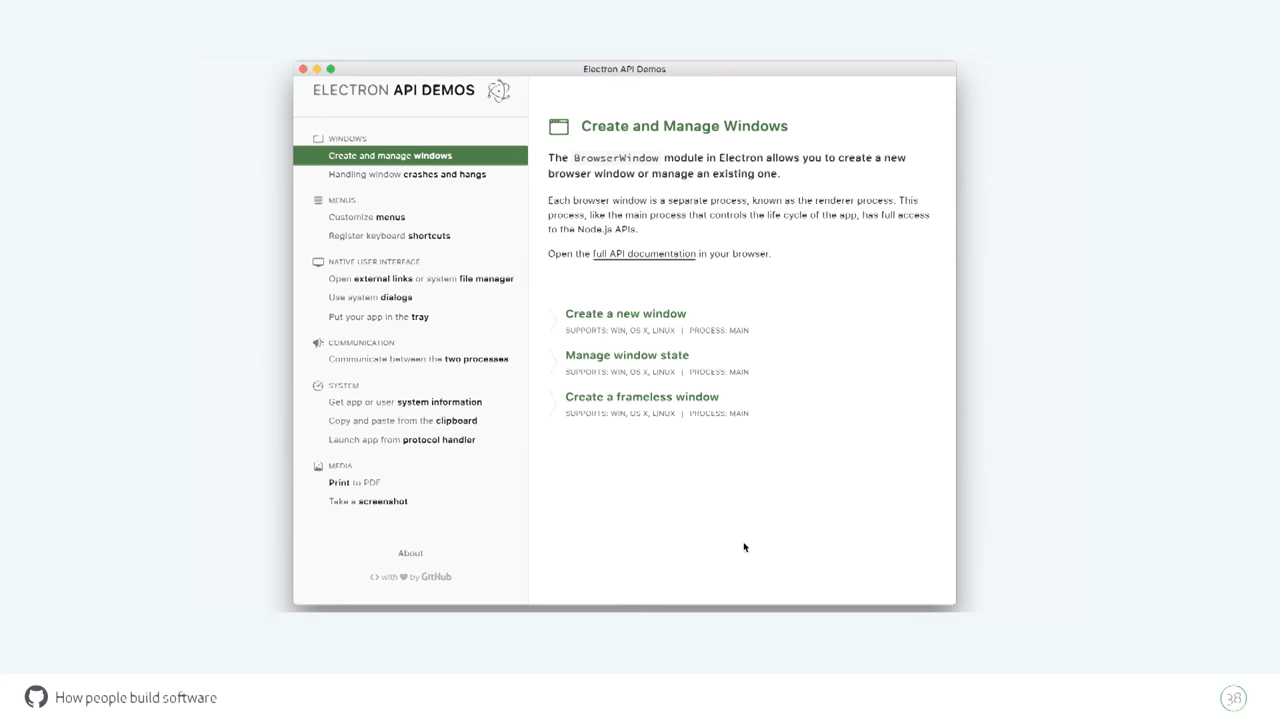 Electron API Demos
ELECTRON API DEMOS
WINDOWS
Create and manage windows
Handling window crashes and hangs
MENUS
Customize menus
Register keyboard shortcuts
NATIVE USER INTERFACE
Open external links or system file manager
Use system dialogs
Put your app in the tray
COMMUNICATION
Communicate between the two processes
SYSTEM
Get app or user system information
Copy and paste from the clipboard
Launch app from protocol handler
MEDIA
Print to PDF
Take a screenshot
About
<> with ♥ by GitHub
Create and Manage Windows
The BrowserWindow module in Electron allows you to create a new
browser window or manage an existing one.
Each browser window is a separate process, known as the renderer process. This
process, like the main process that controls the life cycle of the app, has full access
to the Node.js APIs.
Open the full API documentation in your browser.
Create a new window
SUPPORTS: WIN, OS X, LINUX | PROCESS: MAIN
Manage window state
SUPPORTS: WIN, OS X, LINUX | PROCESS: MAIN
Create a frameless window
SUPPORTS: WIN, OS X, LINUX | PROCESS: MAIN
How people build software
38